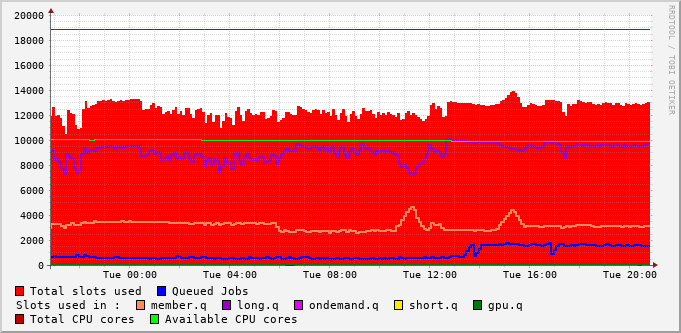 20000
18000
16000
14000
12000
10000
8000
6000
4000
2000
0
Tue 00:00 Tue 04:00 Tue 08:00 Tue 12:00 Tue 16:00 Tue 20:00
RRDTOOL / TOBI OETIKER
Total slots used Queued Jobs
Slots used in : member.q long.q ondemand.q short.q gpu.q
Total CPU cores Available CPU cores